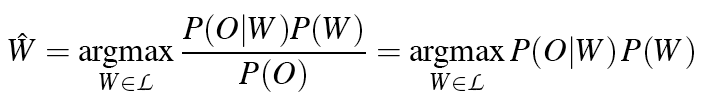 Ŵ = argmax_{W∈ℒ} P(O|W)P(W) / P(O) = argmax_{W∈ℒ} P(O|W) P(W)